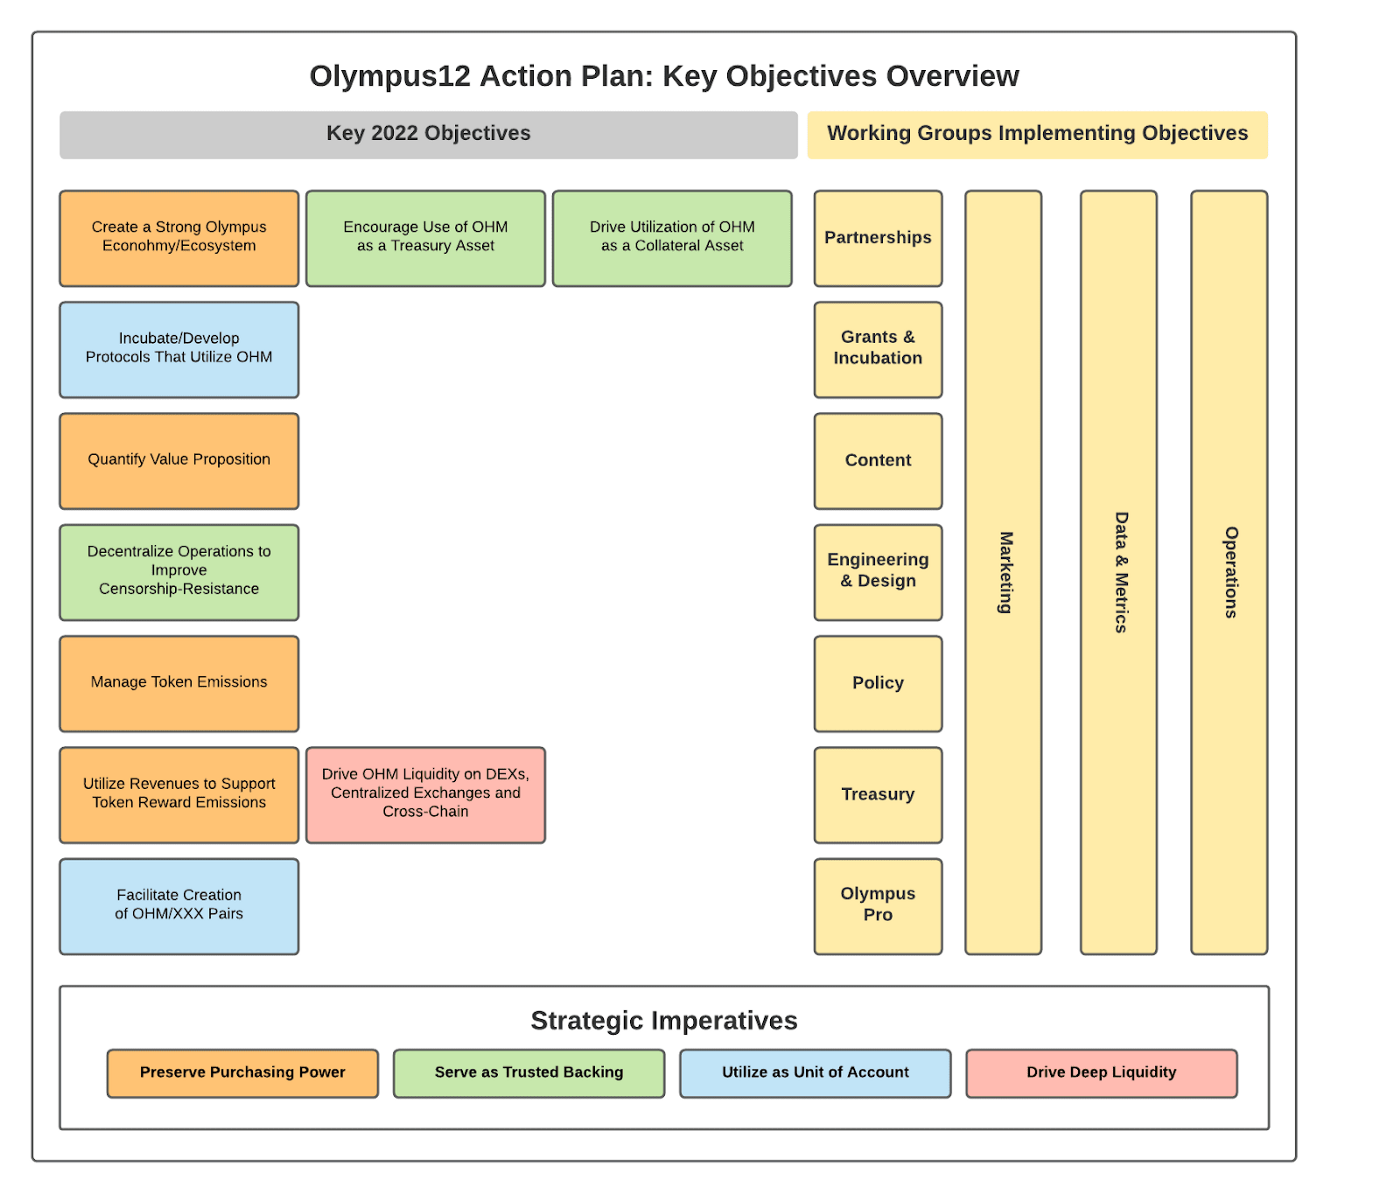 Olympus12 Action Plan: Key Objectives Overview
Key 2022 Objectives
Working Groups Implementing Objectives
Create a Strong Olympus
Econohmy/Ecosystem
Encourage Use of OHM
as a Treasury Asset
Drive Utilization of OHM
as a Collateral Asset
Partnerships
Incubate/Develop
Protocols That Utilize OHM
Grants &
Incubation
Quantify Value Proposition
Content
Decentralize Operations to
Improve
Censorship-Resistance
Engineering
& Design
Manage Token Emissions
Policy
Utilize Revenues to Support
Token Reward Emissions
Drive OHM Liquidity on DEXs,
Centralized Exchanges and
Cross-Chain
Treasury
Facilitate Creation
of OHM/XXX Pairs
Olympus
Pro
Marketing
Data & Metrics
Operations
Strategic Imperatives
Preserve Purchasing Power
Serve as Trusted Backing
Utilize as Unit of Account
Drive Deep Liquidity